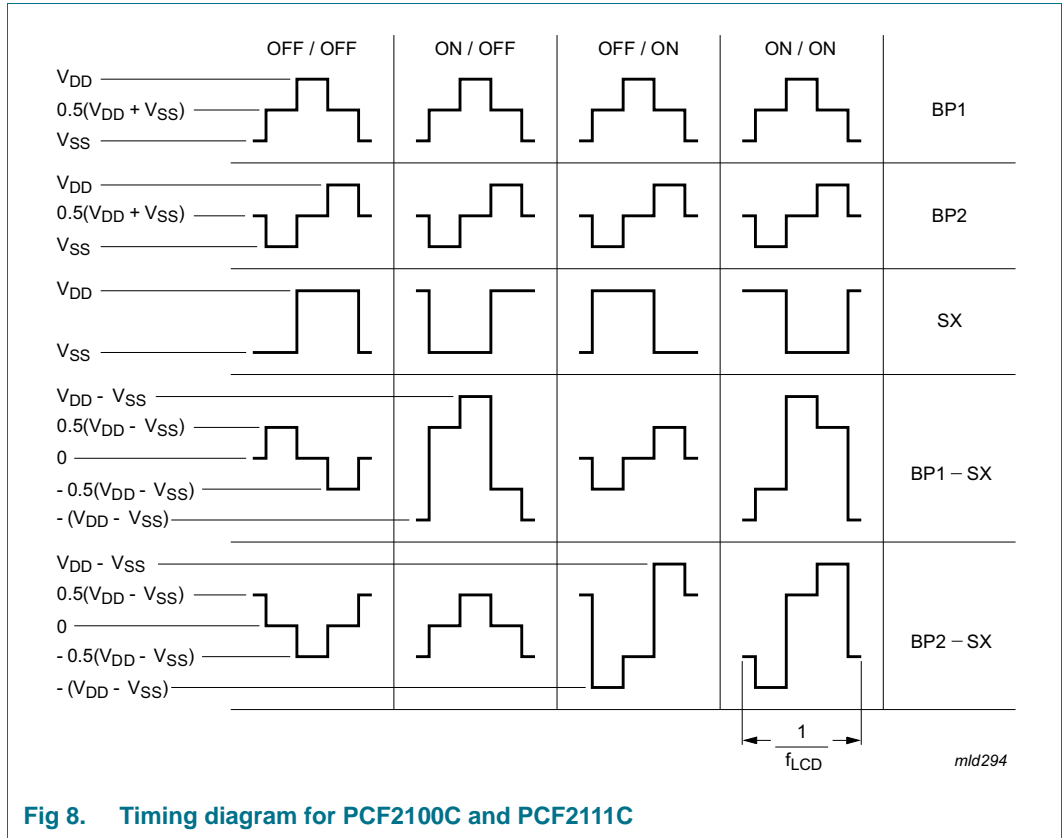 OFF / OFF ON / OFF OFF / ON ON / ON
VDD
0.5(VDD + VSS)
VSS
BP1
VDD
0.5(VDD + VSS)
VSS
BP2
VDD
VSS
SX
VDD - VSS
0.5(VDD - VSS)
0
- 0.5(VDD - VSS)
- (VDD - VSS)
BP1 – SX
VDD - VSS
0.5(VDD - VSS)
0
- 0.5(VDD - VSS)
- (VDD - VSS)
BP2 – SX
1
fLCD
mld294
Fig 8. Timing diagram for PCF2100C and PCF2111C